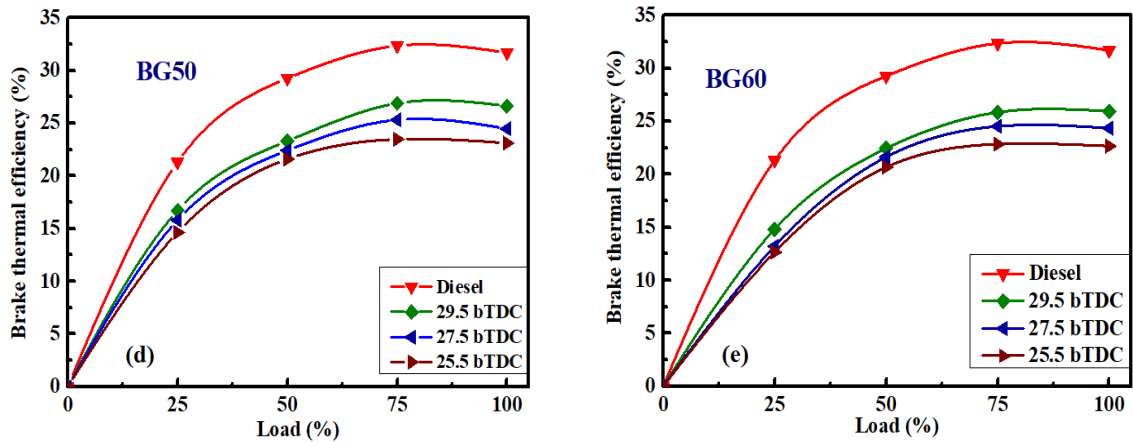 35
30
25
20
15
10
5
0
Brake thermal efficiency (%)
BG50
(d)
Diesel
29.5 bTDC
27.5 bTDC
25.5 bTDC
0 25 50 75 100
Load (%)
35
30
25
20
15
10
5
0
Brake thermal efficiency (%)
BG60
(e)
Diesel
29.5 bTDC
27.5 bTDC
25.5 bTDC
0 25 50 75 100
Load (%)